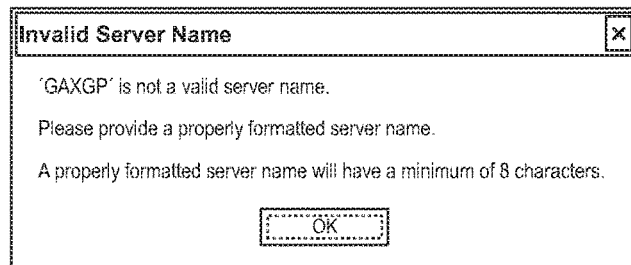 Invalid Server Name
´GAXGP´ is not a valid server name.
Please provide a properly formatted server name.
A properly formatted server name will have a minimum of 8 characters.
OK